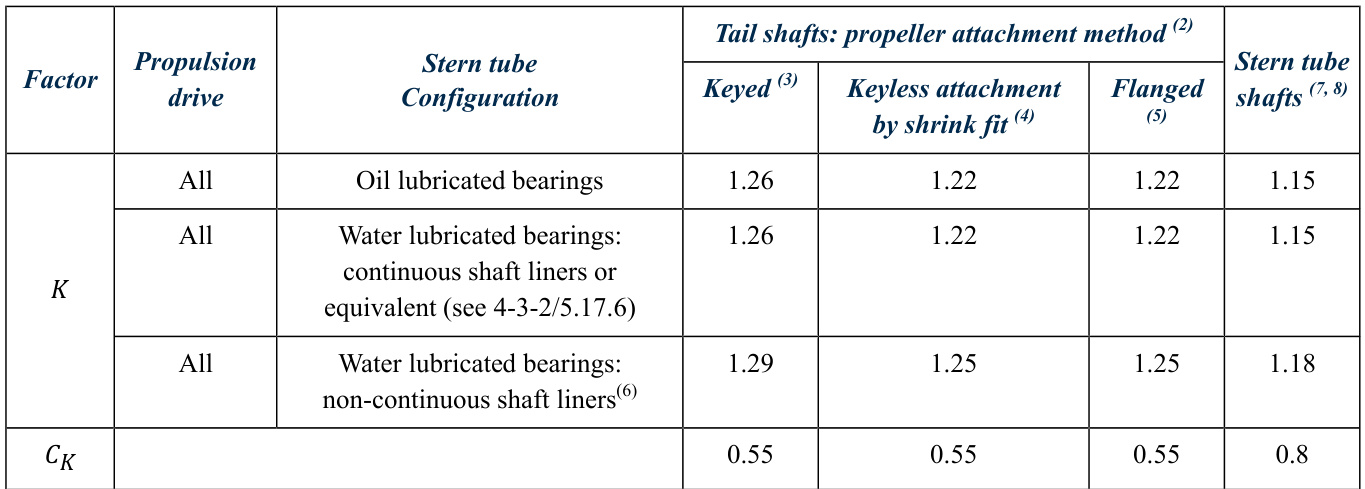 Tail shafts: propeller attachment method (2)
Factor
Propulsion
drive
Stern tube
Configuration
Keyed (3)
Keyless attachment
by shrink fit (4)
Flanged
(5)
Stern tube
shafts (7, 8)
K
All
Oil lubricated bearings
1.26
1.22
1.22
1.15
All
Water lubricated bearings:
continuous shaft liners or
equivalent (see 4-3-2/5.17.6)
1.26
1.22
1.22
1.15
All
Water lubricated bearings:
non-continuous shaft liners(6)
1.29
1.25
1.25
1.18
CK
0.55
0.55
0.55
0.8